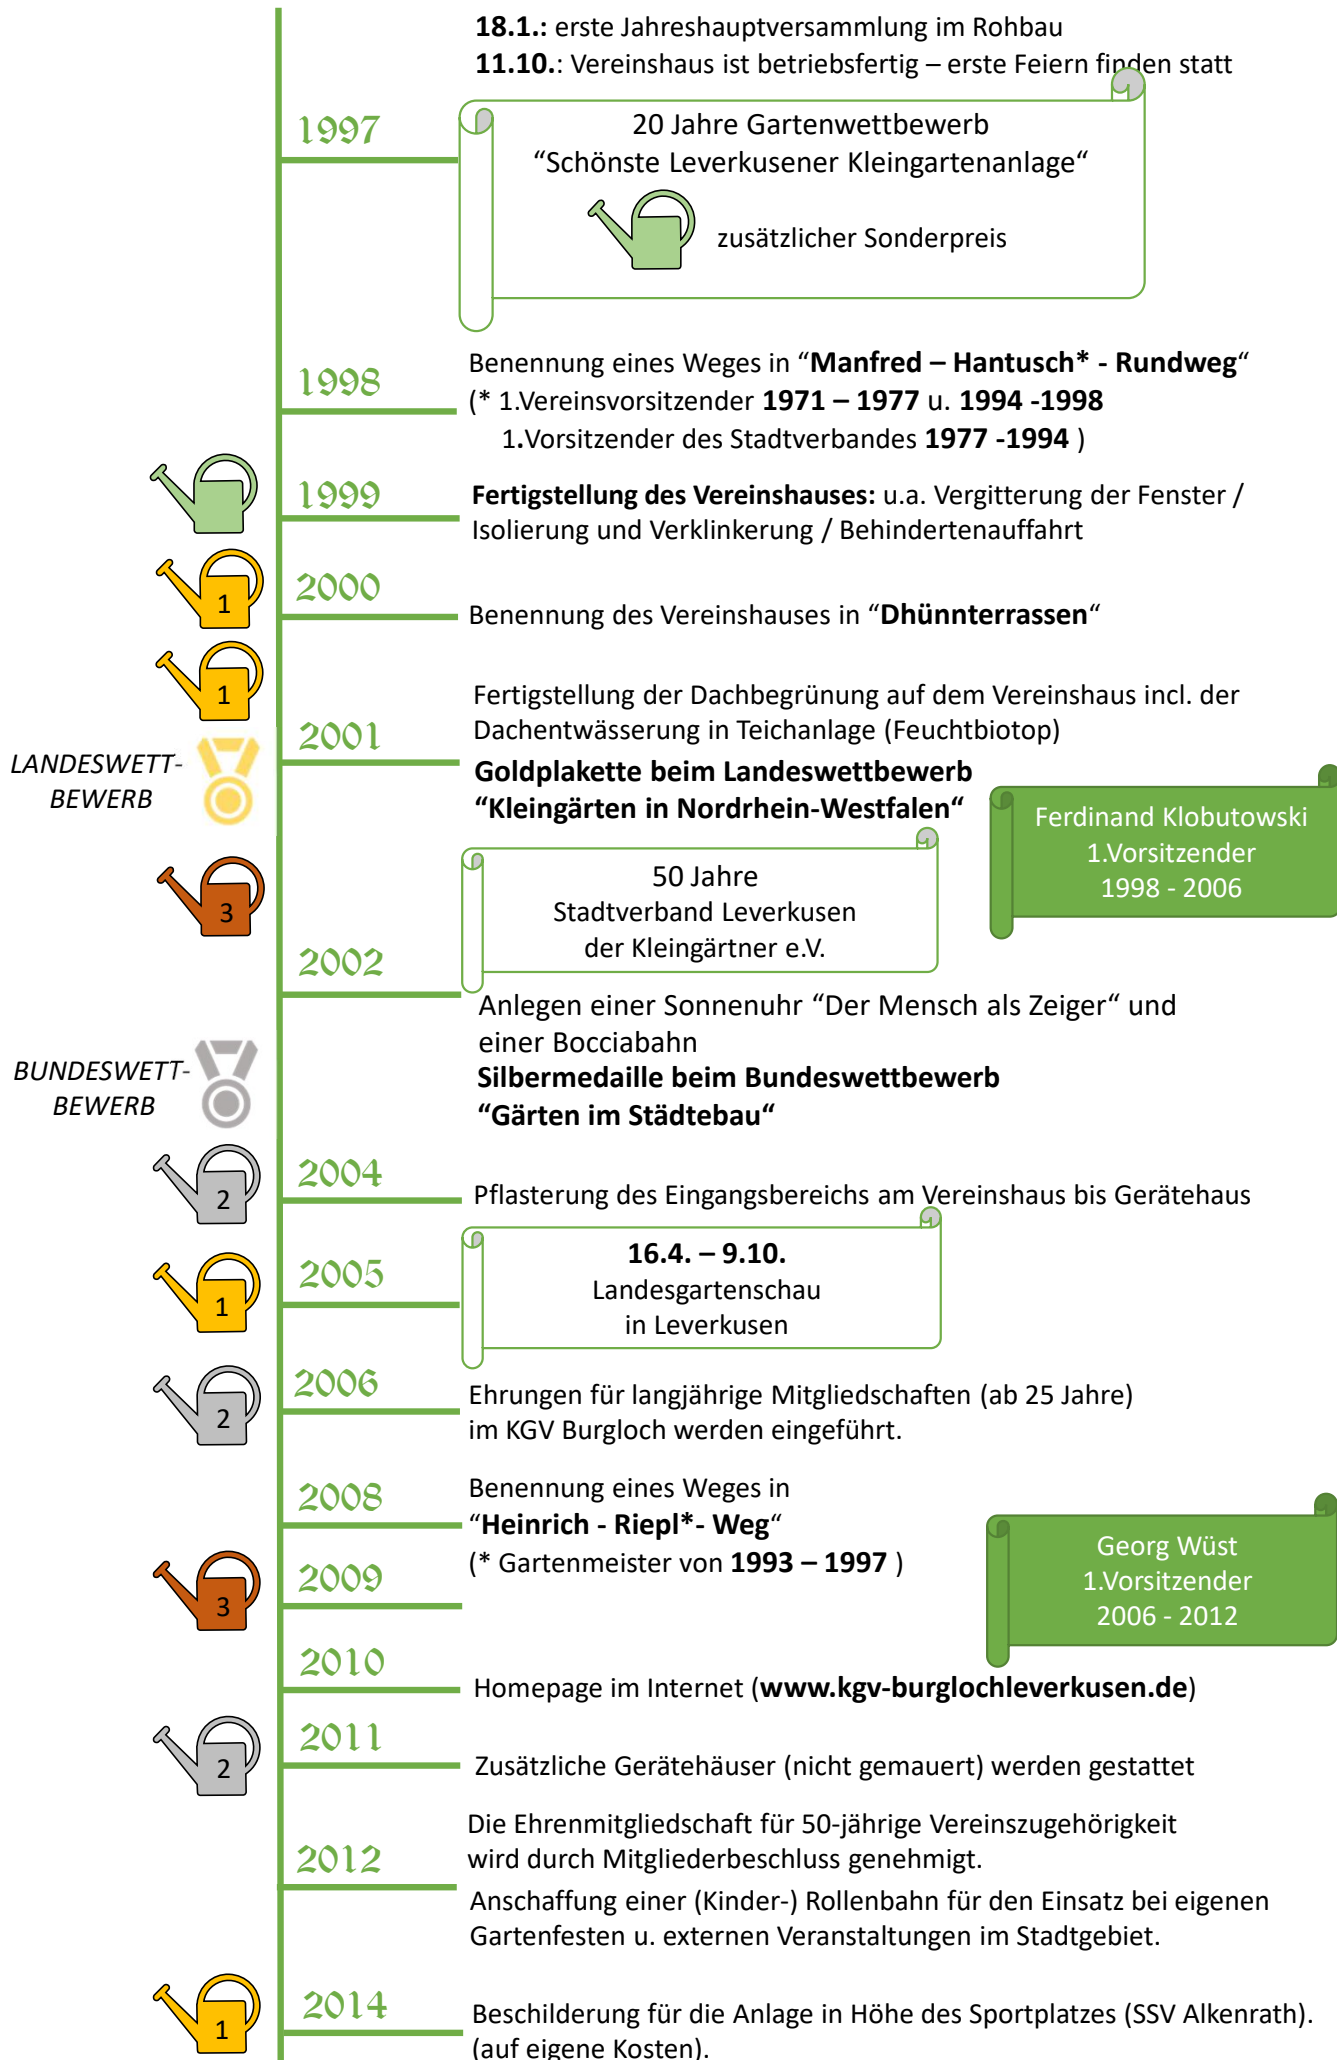 18.1.: erste Jahreshauptversammlung im Rohbau
11.10.: Vereinshaus ist betriebsfertig – erste Feiern finden statt
1997
20 Jahre Gartenwettbewerb
“Schönste Leverkusener Kleingartenanlage“
zusätzlicher Sonderpreis
1998
Benennung eines Weges in “Manfred – Hantusch* - Rundweg“
(* 1.Vereinsvorsitzender 1971 – 1977 u. 1994 -1998
1.Vorsitzender des Stadtverbandes 1977 -1994 )
1999
Fertigstellung des Vereinshauses: u.a. Vergitterung der Fenster /
Isolierung und Verklinkerung / Behindertenauffahrt
1
2000
Benennung des Vereinshauses in “Dhünnterrassen“
1
2001
Fertigstellung der Dachbegrünung auf dem Vereinshaus incl. der
Dachentwässerung in Teichanlage (Feuchtbiotop)
LANDESWETT-
BEWERB
Goldplakette beim Landeswettbewerb
“Kleingärten in Nordrhein-Westfalen“
Ferdinand Klobutowski
1.Vorsitzender
1998 - 2006
3
2002
50 Jahre
Stadtverband Leverkusen
der Kleingärtner e.V.
Anlegen einer Sonnenuhr “Der Mensch als Zeiger“ und
einer Bocciabahn
BUNDESWETT-
BEWERB
Silbermedaille beim Bundeswettbewerb
“Gärten im Städtebau“
2
2004
Pflasterung des Eingangsbereichs am Vereinshaus bis Gerätehaus
1
2005
16.4. – 9.10.
Landesgartenschau
in Leverkusen
2
2006
Ehrungen für langjährige Mitgliedschaften (ab 25 Jahre)
im KGV Burgloch werden eingeführt.
2008
Benennung eines Weges in
“Heinrich - Riepl*- Weg“
(* Gartenmeister von 1993 – 1997 )
Georg Wüst
1.Vorsitzender
2006 - 2012
3
2009
2010
Homepage im Internet (www.kgv-burglochleverkusen.de)
2
2011
Zusätzliche Gerätehäuser (nicht gemauert) werden gestattet
2012
Die Ehrenmitgliedschaft für 50-jährige Vereinszugehörigkeit
wird durch Mitgliederbeschluss genehmigt.
Anschaffung einer (Kinder-) Rollenbahn für den Einsatz bei eigenen
Gartenfesten u. externen Veranstaltungen im Stadtgebiet.
1
2014
Beschilderung für die Anlage in Höhe des Sportplatzes (SSV Alkenrath).
(auf eigene Kosten).